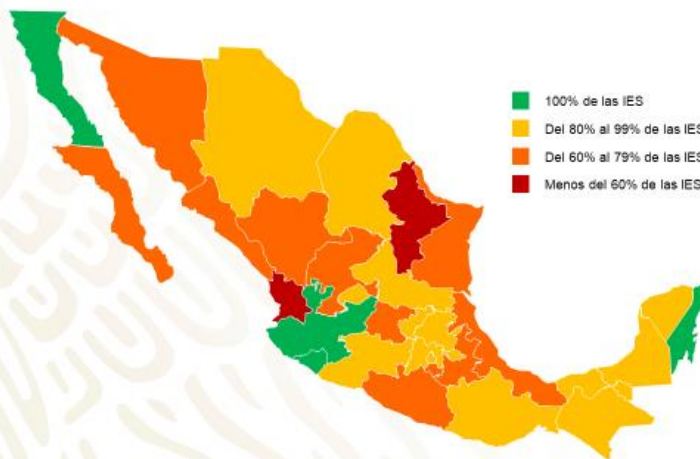 100% de las IES
Del 80% al 99% de las IES
Del 60% al 79% de las IES
Menos del 60% de las IES